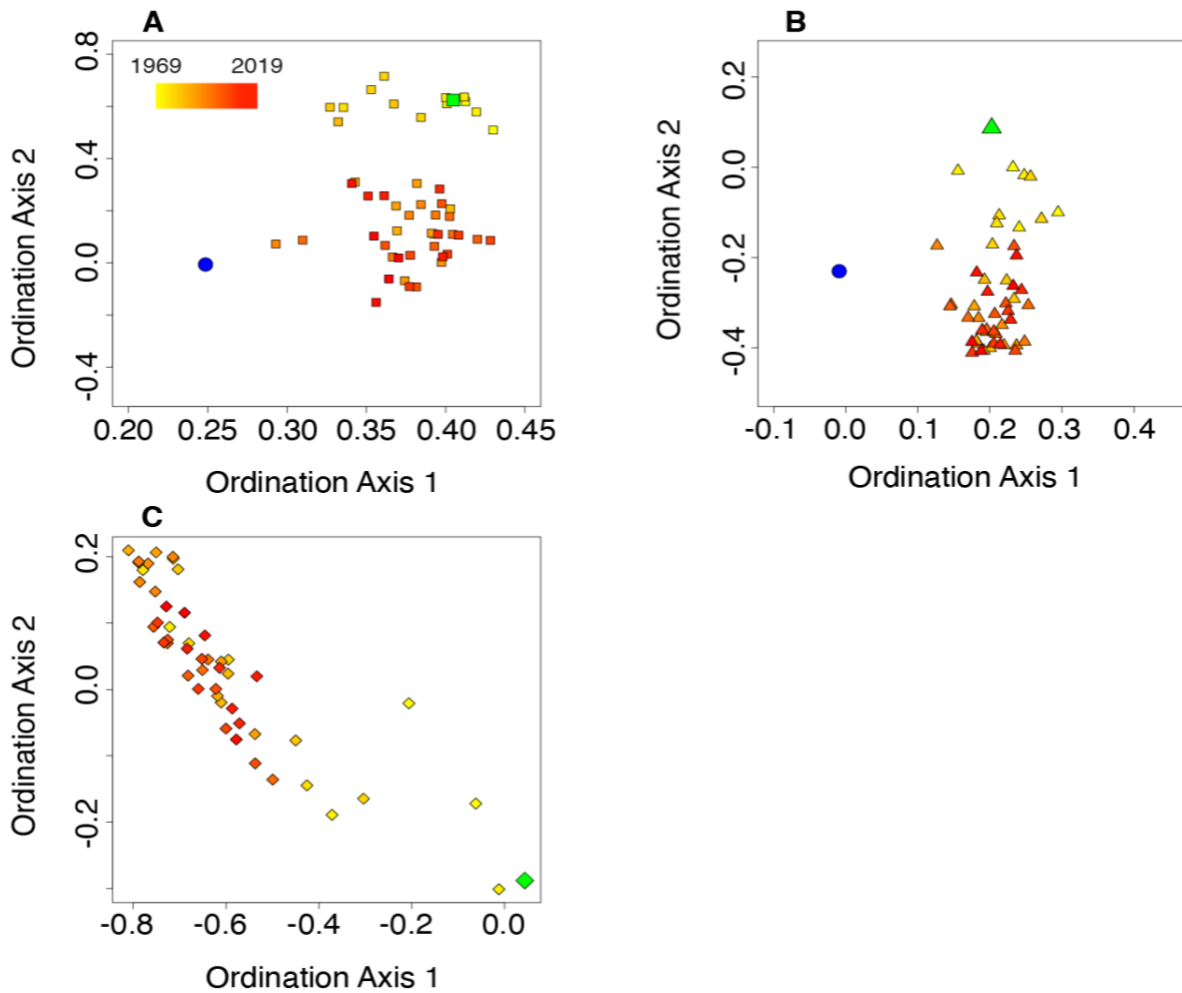 A
0.8
0.4
0.0
-0.4
Ordination Axis 2
1969 2019
0.20 0.25 0.30 0.35 0.40 0.45
Ordination Axis 1
B
0.2
0.0
-0.2
-0.4
Ordination Axis 2
-0.1 0.0 0.1 0.2 0.3 0.4
Ordination Axis 1
C
0.2
0.0
-0.2
Ordination Axis 2
-0.8 -0.6 -0.4 -0.2 0.0
Ordination Axis 1